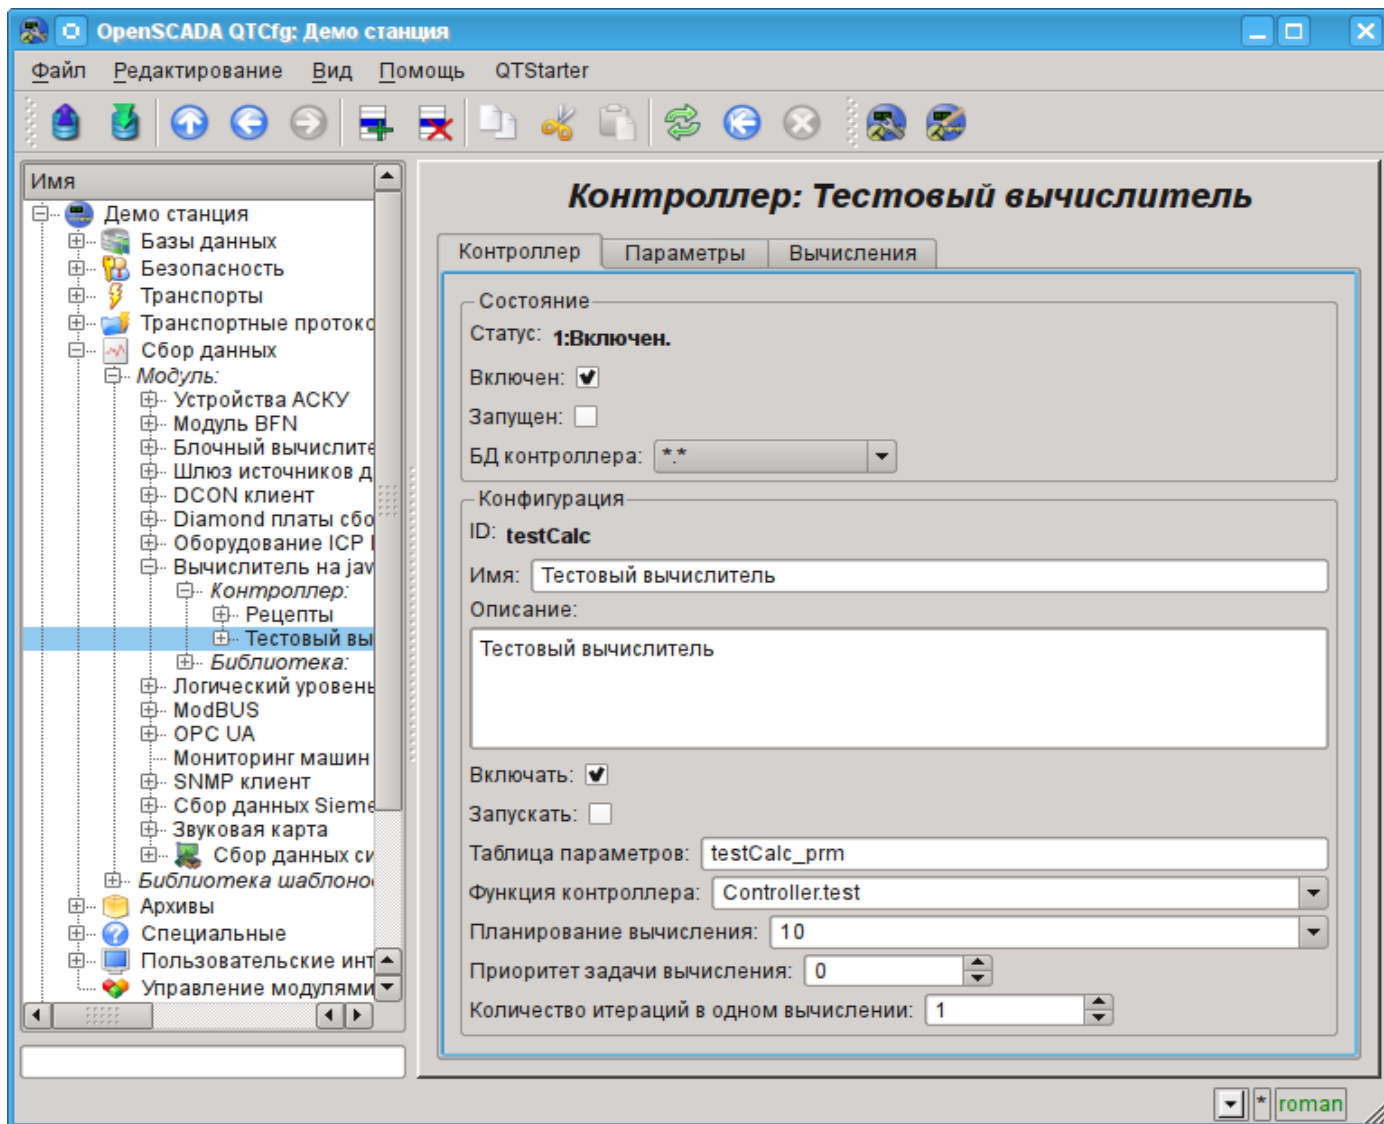 OpenSCADA QTCfg: Демо станция
Файл Редактирование Вид Помощь QTStarter
Имя
Демо станция
Базы данных
Безопасность
Транспорты
Транспортные протоко
Сбор данных
Модуль:
Устройства АСКУ
Модуль BFN
Блочный вычислите
Шлюз источников д
DCON клиент
Diamond платы сбо
Оборудование ICP
Вычислитель на jav
Контроллер:
Рецепты
Тестовый вы
Библиотека:
Логический уровень
ModBUS
OPC UA
Мониторинг машин
SNMP клиент
Сбор данных Sieme
Звуковая карта
Сбор данных си
Библиотека шаблоно
Архивы
Специальные
Пользовательские инт
Управление модулями
Контроллер: Тестовый вычислитель
Контроллер Параметры Вычисления
Состояние
Статус: 1:Включен.
Включен:
Запущен:
БД контроллера: *.*
Конфигурация
ID: testCalc
Имя: Тестовый вычислитель
Описание:
Тестовый вычислитель
Включать:
Запускать:
Таблица параметров: testCalc_prm
Функция контроллера: Controller.test
Планирование вычисления: 10
Приоритет задачи вычисления: 0
Количество итераций в одном вычислении: 1
* roman